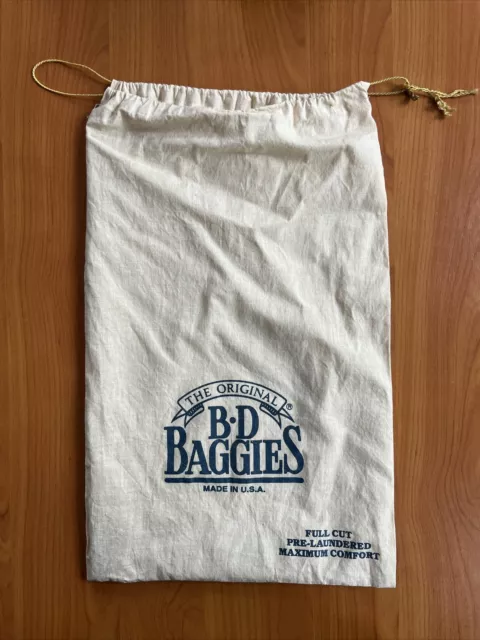 THE ORIGINAL
B·D
BAGGIES®
MADE IN U.S.A.
FULL CUT
PRE-LAUNDERED
MAXIMUM COMFORT